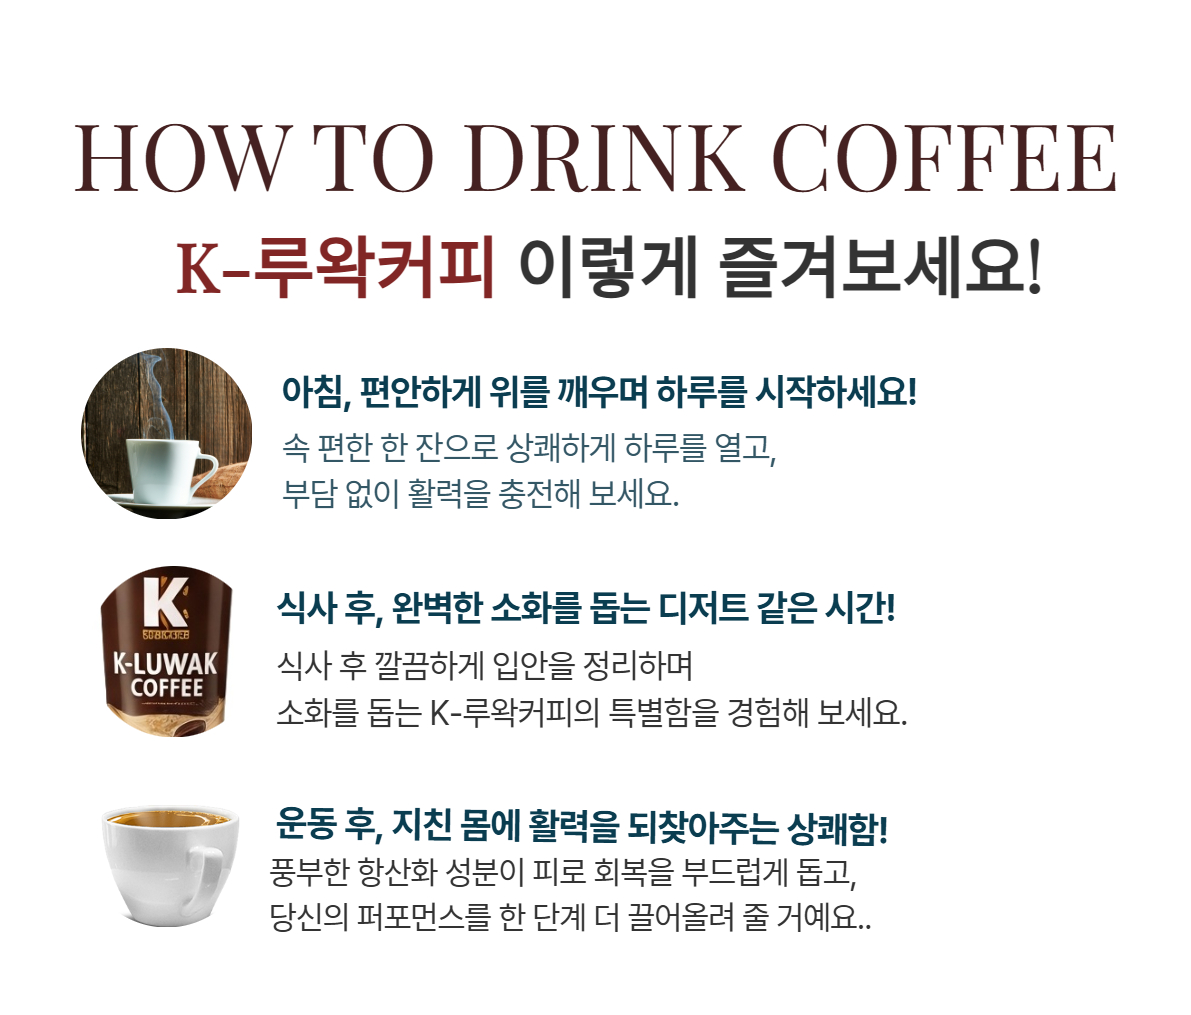 HOW TO DRINK COFFEE
K-루왁커피 이렇게 즐겨보세요!
아침, 편안하게 위를 깨우며 하루를 시작하세요!
속 편한 한 잔으로 상쾌하게 하루를 열고,
부담 없이 활력을 충전해 보세요.
K
K-LUWAK
COFFEE
식사 후, 완벽한 소화를 돕는 디저트 같은 시간!
식사 후 깔끔하게 입안을 정리하며
소화를 돕는 K-루왁커피의 특별함을 경험해 보세요.
운동 후, 지친 몸에 활력을 되찾아주는 상쾌함!
풍부한 항산화 성분이 피로 회복을 부드럽게 돕고,
당신의 퍼포먼스를 한 단계 더 끌어올려 줄 거예요..